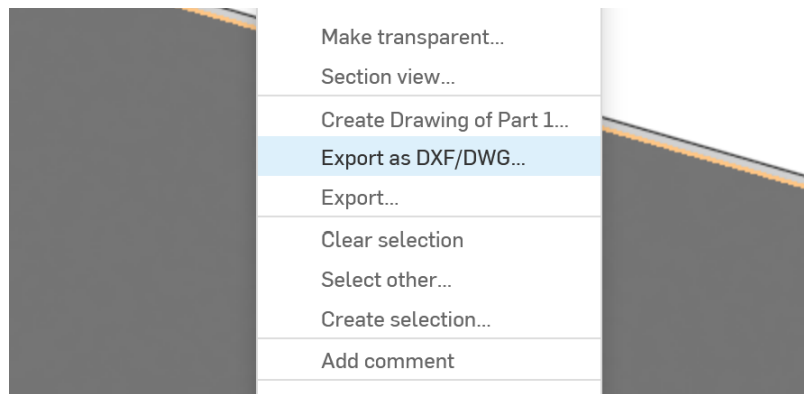 Make transparent...
Section view...
Create Drawing of Part 1...
Export as DXF/DWG...
Export...
Clear selection
Select other...
Create selection...
Add comment